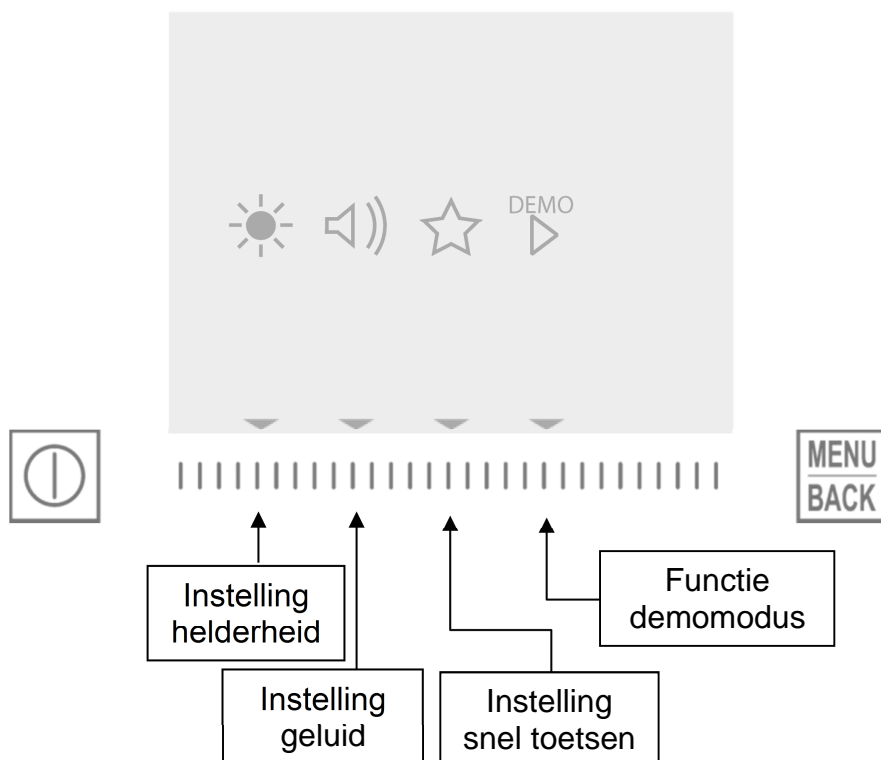 DEMO
MENU
BACK
Instelling
helderheid
Functie
demomodus
Instelling
geluid
Instelling
snel toetsen